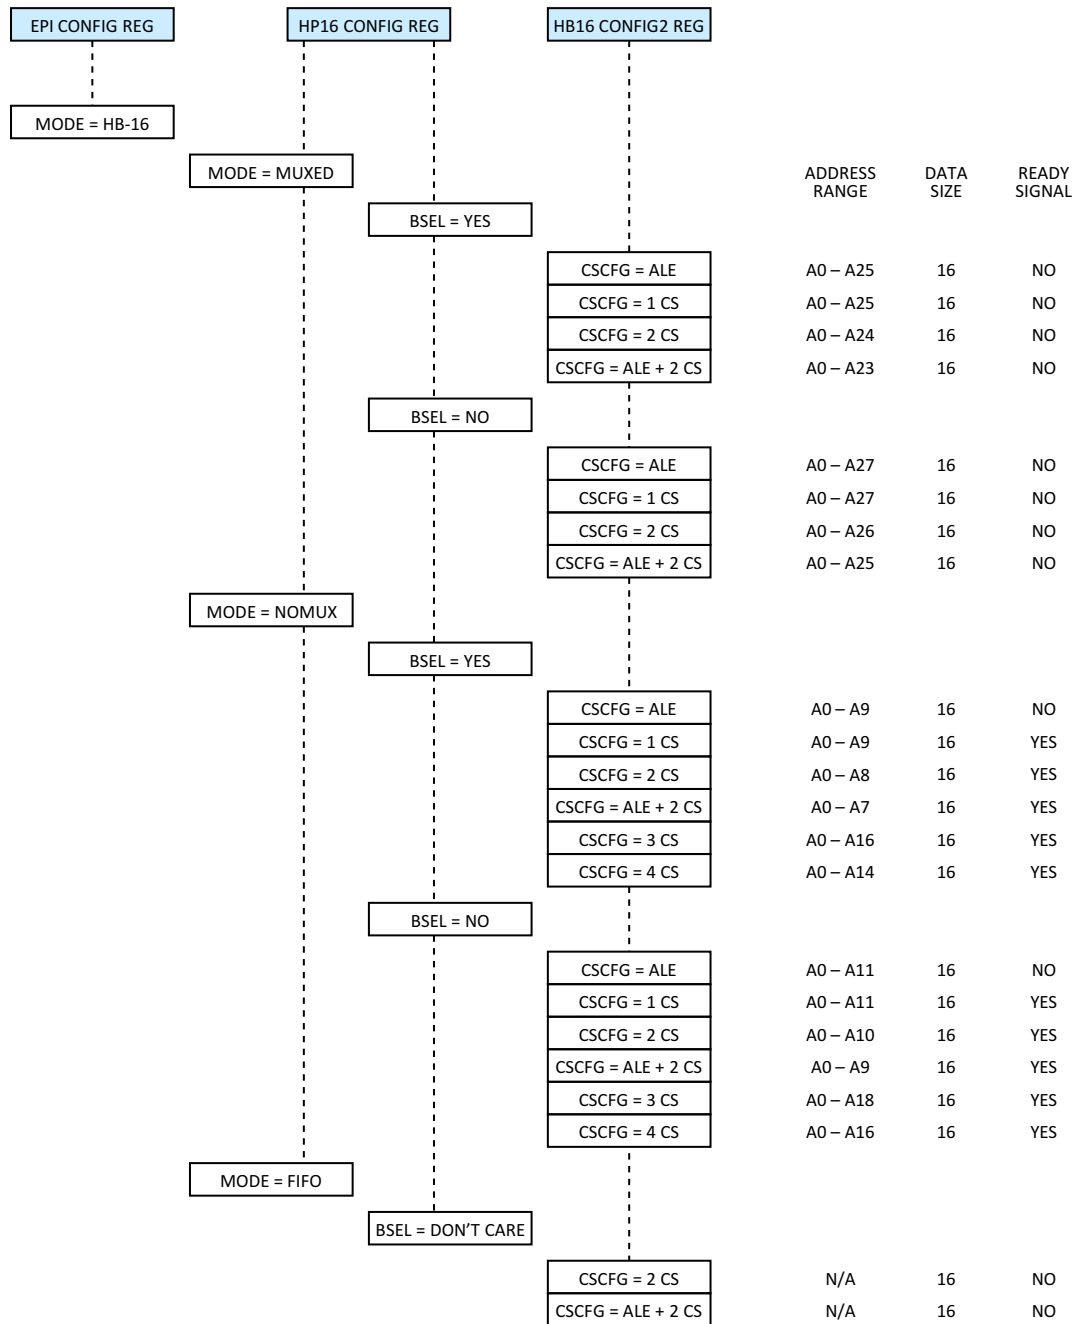 EPI CONFIG REG HP16 CONFIG REG HB16 CONFIG2 REG
MODE = HB-16
MODE = MUXED
ADDRESS RANGE DATA SIZE READY SIGNAL
BSEL = YES
CSCFG = ALE A0 – A25 16 NO
CSCFG = 1 CS A0 – A25 16 NO
CSCFG = 2 CS A0 – A24 16 NO
CSCFG = ALE + 2 CS A0 – A23 16 NO
BSEL = NO
CSCFG = ALE A0 – A27 16 NO
CSCFG = 1 CS A0 – A27 16 NO
CSCFG = 2 CS A0 – A26 16 NO
CSCFG = ALE + 2 CS A0 – A25 16 NO
MODE = NOMUX
BSEL = YES
CSCFG = ALE A0 – A9 16 NO
CSCFG = 1 CS A0 – A9 16 YES
CSCFG = 2 CS A0 – A8 16 YES
CSCFG = ALE + 2 CS A0 – A7 16 YES
CSCFG = 3 CS A0 – A16 16 YES
CSCFG = 4 CS A0 – A14 16 YES
BSEL = NO
CSCFG = ALE A0 – A11 16 NO
CSCFG = 1 CS A0 – A11 16 YES
CSCFG = 2 CS A0 – A10 16 YES
CSCFG = ALE + 2 CS A0 – A9 16 YES
CSCFG = 3 CS A0 – A18 16 YES
CSCFG = 4 CS A0 – A16 16 YES
MODE = FIFO
BSEL = DON’T CARE
CSCFG = 2 CS N/A 16 NO
CSCFG = ALE + 2 CS N/A 16 NO